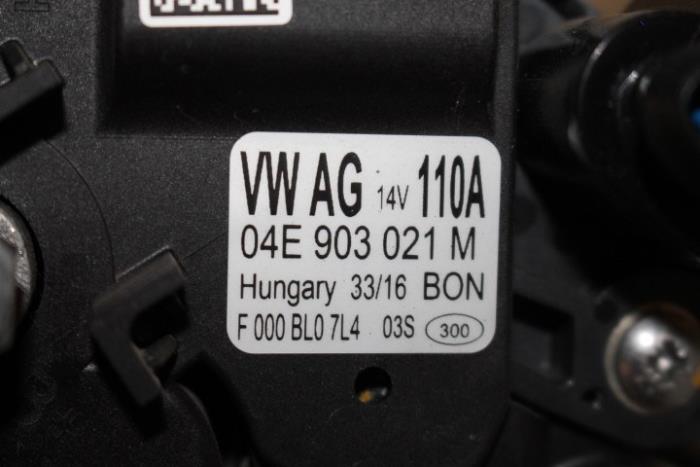 VW AG 14V 110A
04E 903 021 M
Hungary 33/16 BON
F 000 BL0 7L4 03S 300